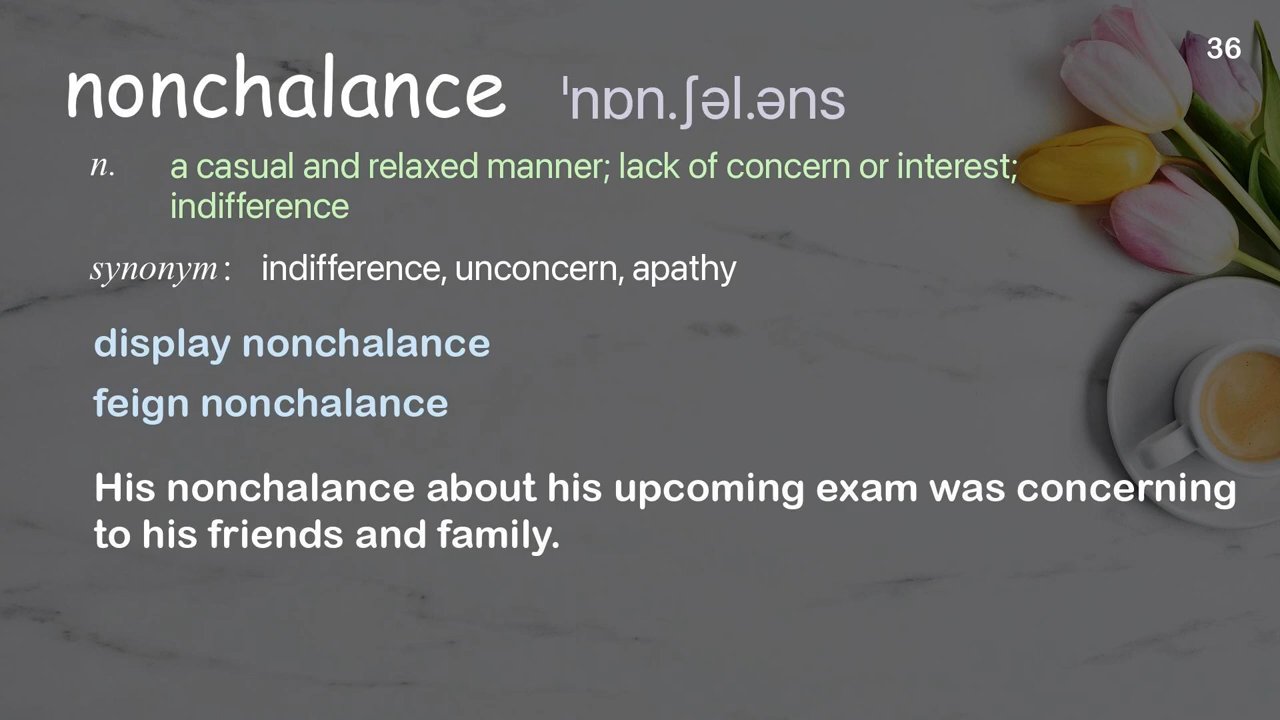 36
nonchalance ˈnɒn.ʃəl.əns
n. a casual and relaxed manner; lack of concern or interest;
indifference
synonym : indifference, unconcern, apathy
display nonchalance
feign nonchalance
His nonchalance about his upcoming exam was concerning
to his friends and family.